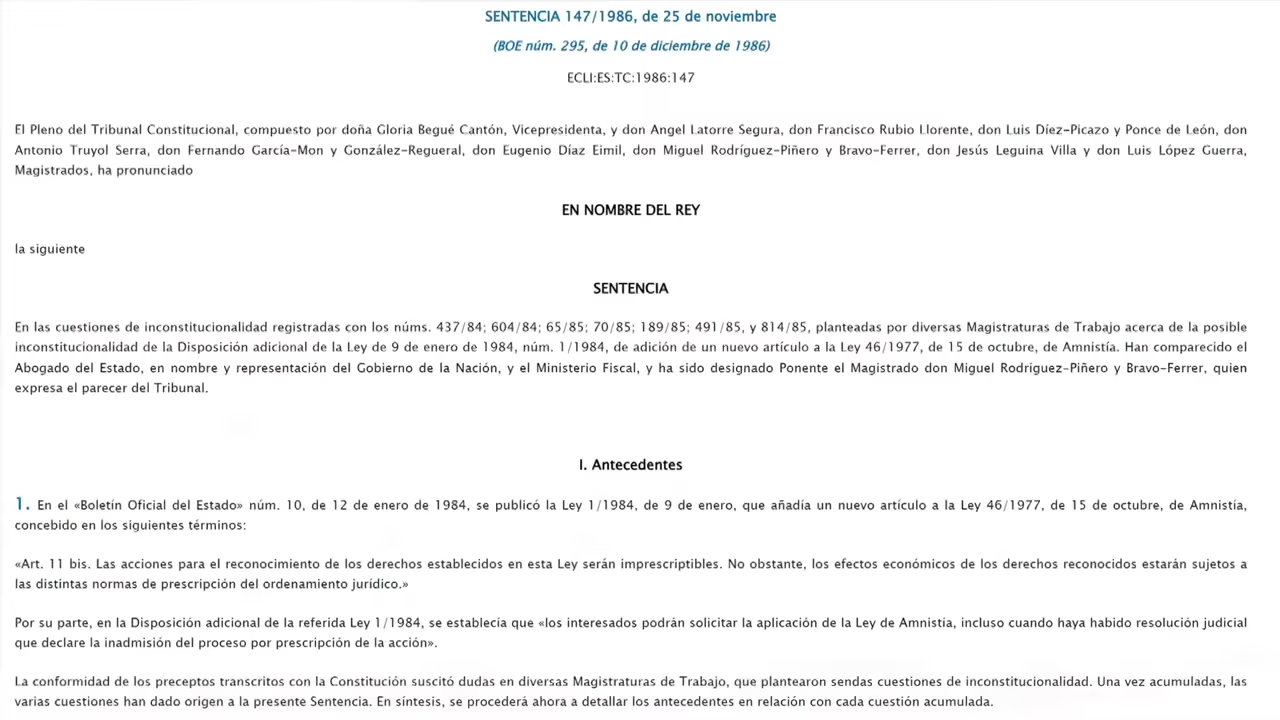 SENTENCIA 147/1986, de 25 de noviembre
(BOE núm. 295, de 10 de diciembre de 1986)
ECLI:ES:TC:1986:147
El Pleno del Tribunal Constitucional, compuesto por doña Gloria Begué Cantón, Vicepresidenta, y don Angel Latorre Segura, don Francisco Rubio Llorente, don Luis Díez-Picazo y Ponce de León, don
Antonio Truyol Serra, don Fernando García-Mon y González-Regueral, don Eugenio Díaz Eimil, don Miguel Rodríguez-Piñero y Bravo-Ferrer, don Jesús Leguina Villa y don Luis López Guerra,
Magistrados, ha pronunciado
EN NOMBRE DEL REY
la siguiente
SENTENCIA
En las cuestiones de inconstitucionalidad registradas con los núms. 437/84; 604/84; 65/85; 70/85; 189/85; 491/85, y 814/85, planteadas por diversas Magistraturas de Trabajo acerca de la posible
inconstitucionalidad de la Disposición adicional de la Ley de 9 de enero de 1984, núm. 1/1984, de adición de un nuevo artículo a la Ley 46/1977, de 15 de octubre, de Amnistía. Han comparecido el
Abogado del Estado, en nombre y representación del Gobierno de la Nación, y el Ministerio Fiscal, y ha sido designado Ponente el Magistrado don Miguel Rodriguez-Piñero y Bravo-Ferrer, quien
expresa el parecer del Tribunal.
I. Antecedentes
1. En el «Boletín Oficial del Estado» núm. 10, de 12 de enero de 1984, se publicó la Ley 1/1984, de 9 de enero, que añadía un nuevo artículo a la Ley 46/1977, de 15 de octubre, de Amnistía,
concebido en los siguientes términos:
«Art. 11 bis. Las acciones para el reconocimiento de los derechos establecidos en esta Ley serán imprescriptibles. No obstante, los efectos económicos de los derechos reconocidos estarán sujetos a
las distintas normas de prescripción del ordenamiento jurídico.»
Por su parte, en la Disposición adicional de la referida Ley 1/1984, se establecía que «los interesados podrán solicitar la aplicación de la Ley de Amnistía, incluso cuando haya habido resolución judicial
que declare la inadmisión del proceso por prescripción de la acción».
La conformidad de los preceptos transcritos con la Constitución suscitó dudas en diversas Magistraturas de Trabajo, que plantearon sendas cuestiones de inconstitucionalidad. Una vez acumuladas, las
varias cuestiones han dado origen a la presente Sentencia. En síntesis, se procederá ahora a detallar los antecedentes en relación con cada cuestión acumulada.